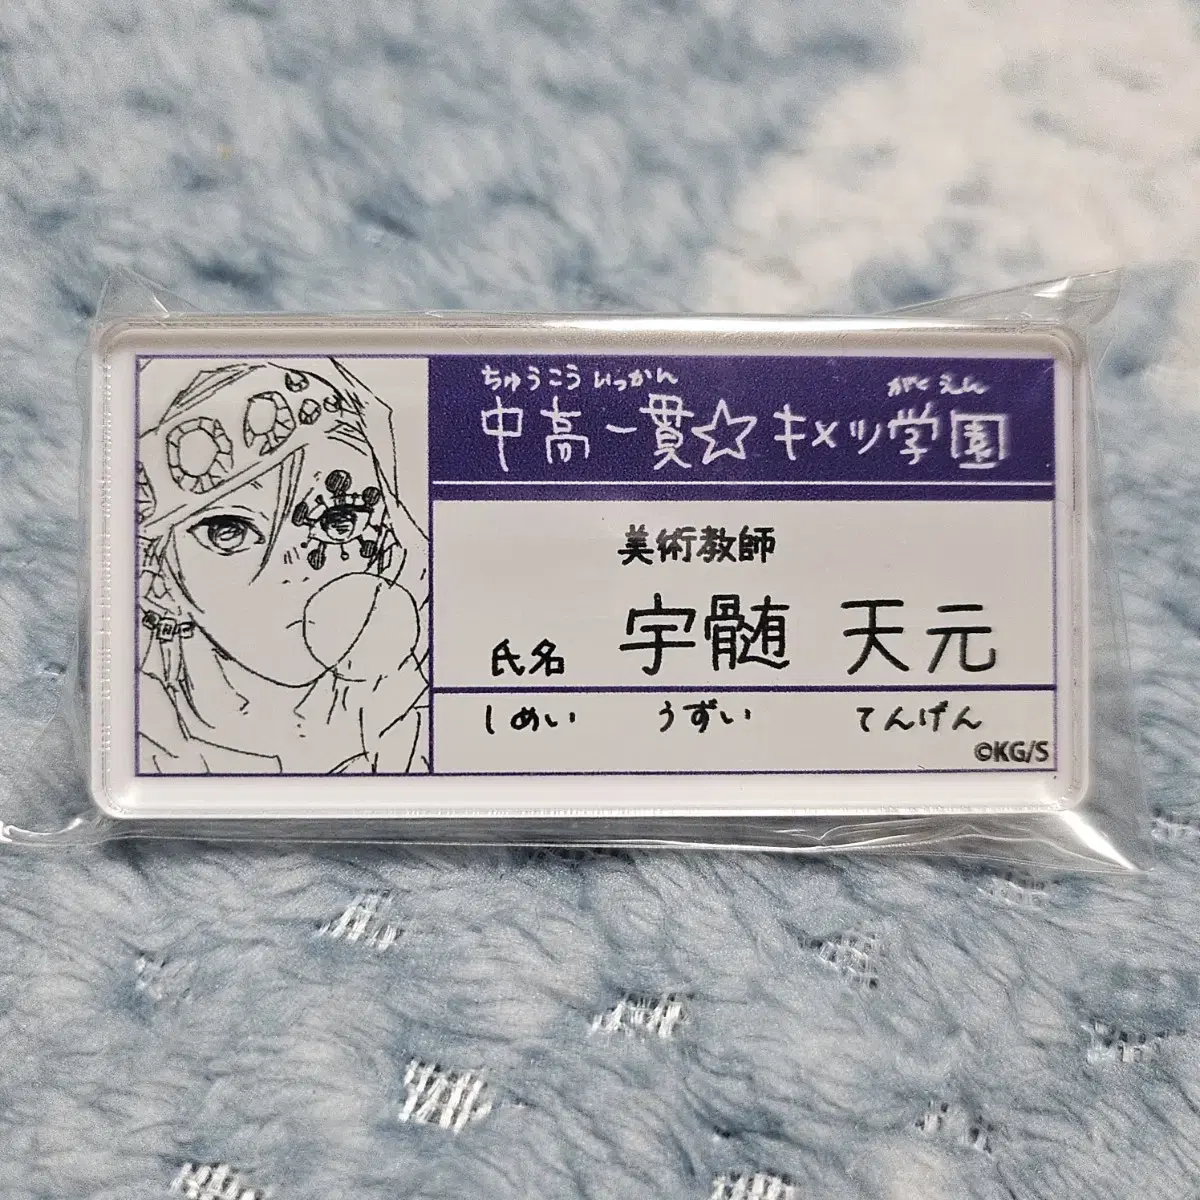 ちゅうこういっかん がくえん
中高一貫☆キメツ学園
美術教師
氏名 宇髄 天元
しめい うずい てんげん
©KG/S